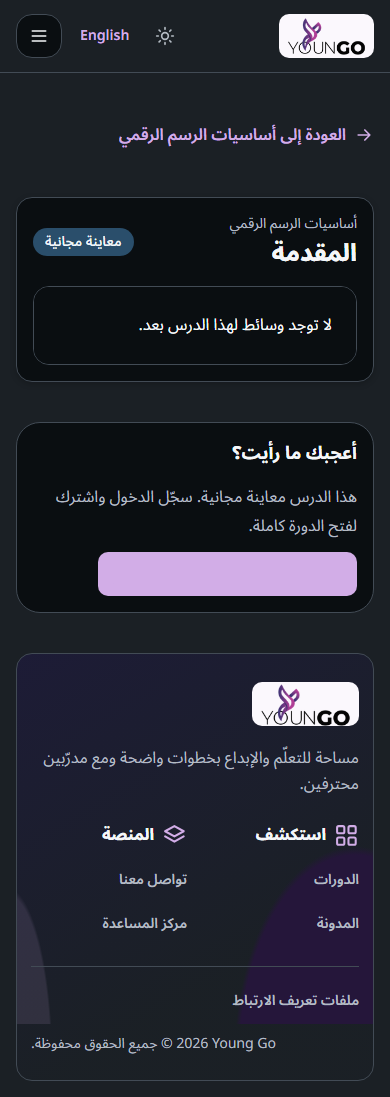 English
YOUNGO
العودة إلى أساسيات الرسم الرقمي
أساسيات الرسم الرقمي
المقدمة
معاينة مجانية
لا توجد وسائط لهذا الدرس بعد.
أعجبك ما رأيت؟
هذا الدرس معاينة مجانية. سجّل الدخول واشترك
لفتح الدورة كاملة.
YOUNGO
مساحة للتعلّم والإبداع بخطوات واضحة ومع مدرّبين
محترفين.
استكشف
الدورات
المدونة
المنصة
تواصل معنا
مركز المساعدة
ملفات تعريف الارتباط
© 2026 Young Go جميع الحقوق محفوظة.